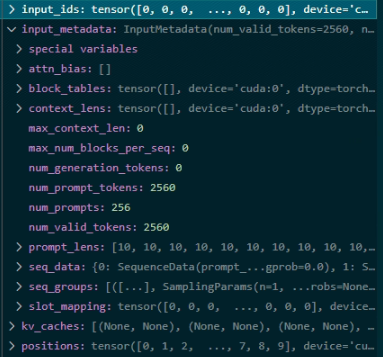 input_ids: tensor([0, 0, 0, ..., 0, 0, 0], device='c…
input_metadata: InputMetadata(num_valid_tokens=2560, n…
special variables
attn_bias: []
block_tables: tensor([], device='cuda:0', dtype=torch…
context_lens: tensor([], device='cuda:0', dtype=torch…
max_context_len: 0
max_num_blocks_per_seq: 0
num_generation_tokens: 0
num_prompt_tokens: 2560
num_prompts: 256
num_valid_tokens: 2560
prompt_lens: [10, 10, 10, 10, 10, 10, 10, 10, 10,…
seq_data: {0: SequenceData(prompt_...gprob=0.0), 1: S…
seq_groups: [([...], SamplingParams(n=1, ...robs=None…
slot_mapping: tensor([0, 0, 0, ..., 0, 0, 0], device…
kv_caches: [(None, None), (None, None), (None, None), …
positions: tensor([0, 1, 2, ..., 7, 8, 9], device='cu…